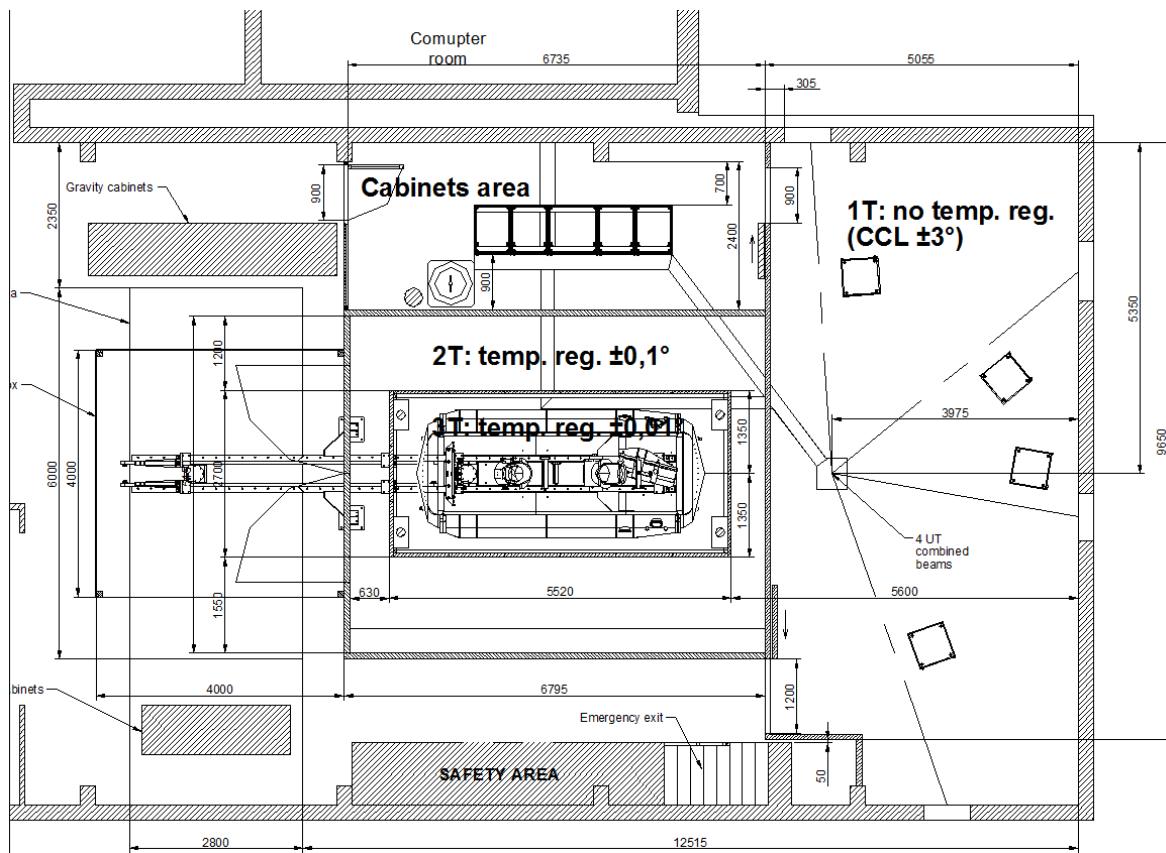 Comupter
room
6735
5055
305
Gravity cabinets
Cabinets area
900
700
900
2350
2400
1T: no temp. reg.
(CCL ±3°)
900
5350
a
1200
2T: temp. reg. ±0,1°
ox
3T: temp. reg. ±0,01°
1350
3975
9650
6000
4000
2700
1350
4 UT
combined
beams
630
5520
5600
1550
4000
6795
binets
1200
Emergency exit
SAFETY AREA
50
2800
12515